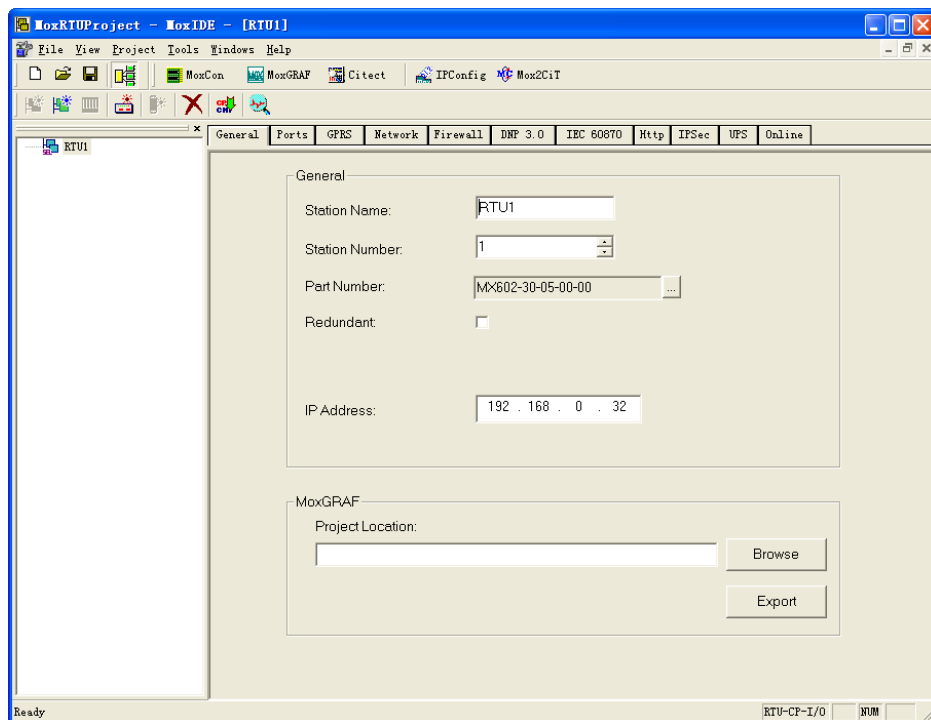 MoxRTUProject - MoxIDE - [RTU1]
File View Project Tools Windows Help
MoxCon MoxGRAF Citect IPConfig Mox2CiT
RTU1
General Ports GPRS Network Firewall DNP 3.0 IEC 60870 Http IPSec UPS Online
General
Station Name: RTU1
Station Number: 1
Part Number: MX602-30-05-00-00 ...
Redundant:
IP Address: 192 . 168 . 0 . 32
MoxGRAF
Project Location:
Browse
Export
Ready RTU-CP-I/O NUM